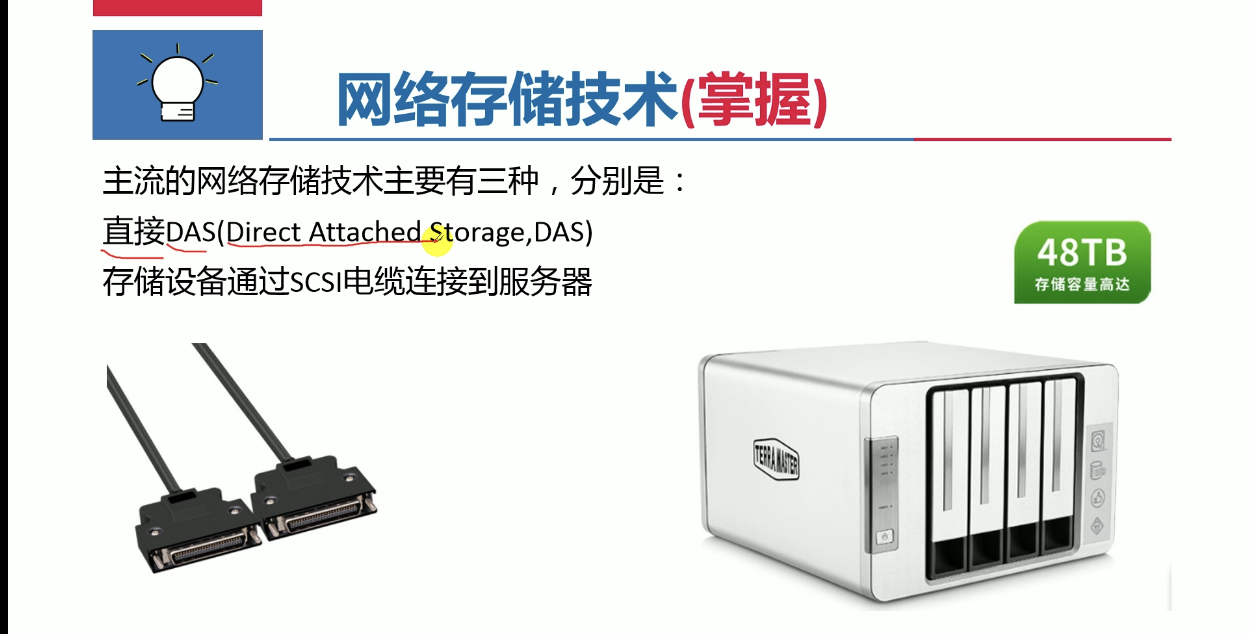 网络存储技术(掌握)
主流的网络存储技术主要有三种，分别是：
直接DAS(Direct Attached Storage,DAS)
存储设备通过SCSI电缆连接到服务器
48TB
存储容量高达
TERRA MASTER